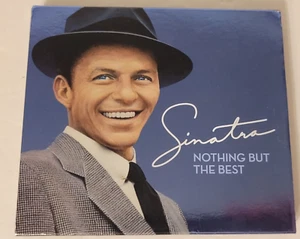 Sinatra
NOTHING BUT
THE BEST